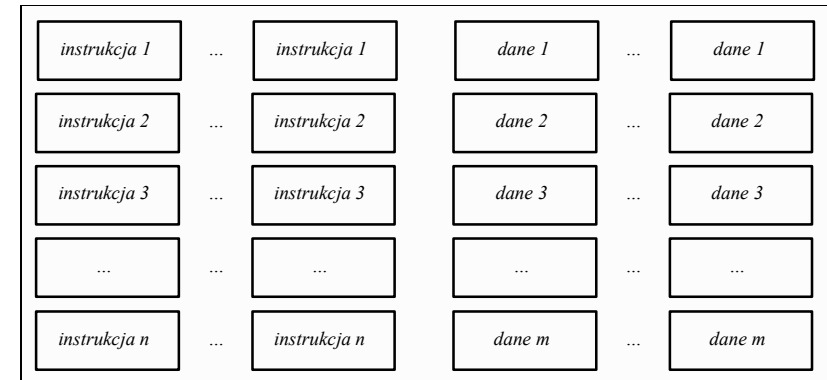 instrukcja 1 ... instrukcja 1 dane 1 ... dane 1
instrukcja 2 ... instrukcja 2 dane 2 ... dane 2
instrukcja 3 ... instrukcja 3 dane 3 ... dane 3
... ... ... ... ... ...
instrukcja n ... instrukcja n dane m ... dane m